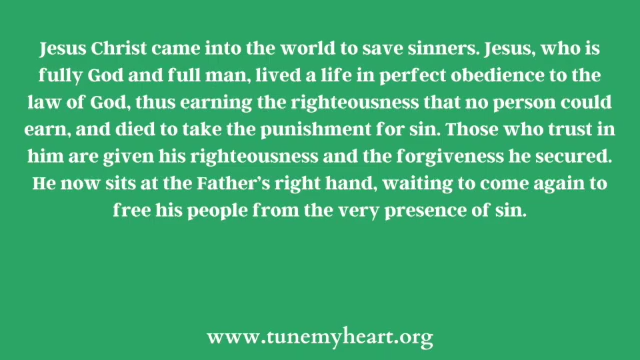 Jesus Christ came into the world to save sinners. Jesus, who is
fully God and full man, lived a life in perfect obedience to the
law of God, thus earning the righteousness that no person could
earn, and died to take the punishment for sin. Those who trust in
him are given his righteousness and the forgiveness he secured.
He now sits at the Father’s right hand, waiting to come again to
free his people from the very presence of sin.
www.tunemyheart.org